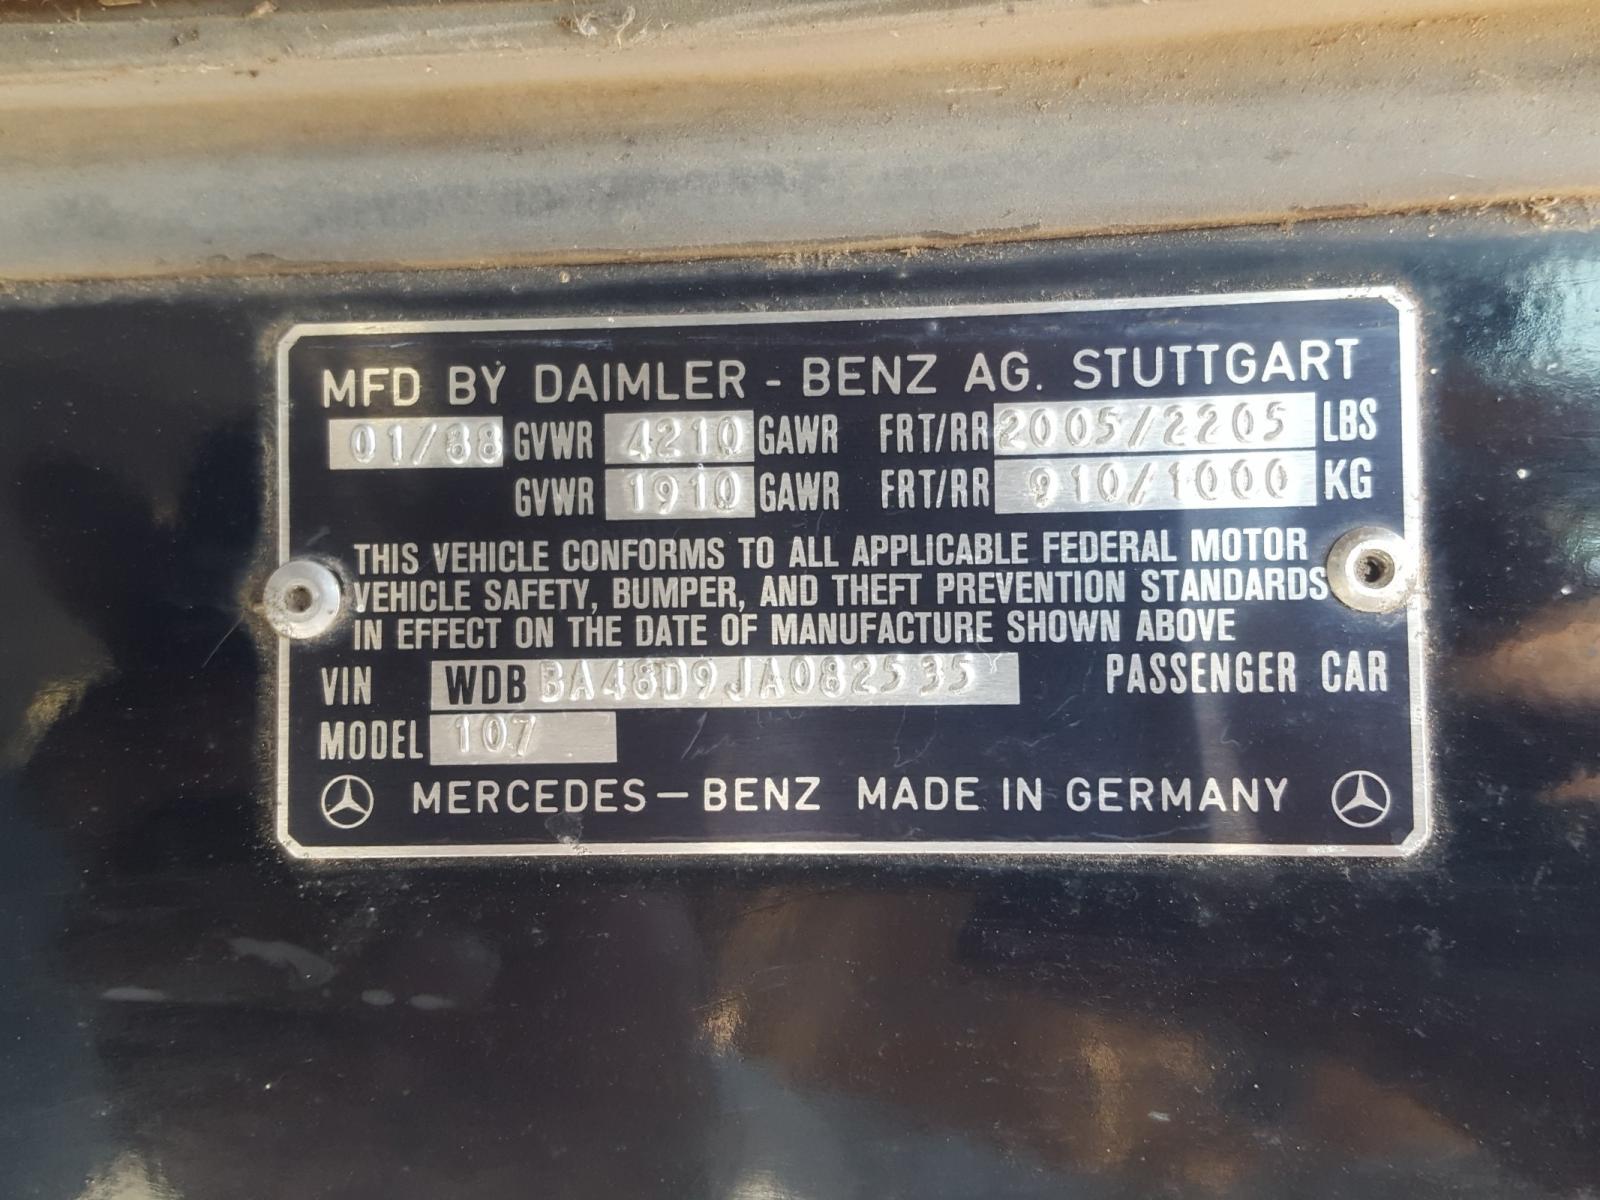 MFD BY DAIMLER - BENZ AG. STUTTGART
01/88 GVWR 4210 GAWR FRT/RR 2005/2205 LBS
GVWR 1910 GAWR FRT/RR 910/1000 KG
THIS VEHICLE CONFORMS TO ALL APPLICABLE FEDERAL MOTOR
VEHICLE SAFETY, BUMPER, AND THEFT PREVENTION STANDARDS
IN EFFECT ON THE DATE OF MANUFACTURE SHOWN ABOVE
VIN WDB BA48D9JA082535 PASSENGER CAR
MODEL 107
MERCEDES - BENZ MADE IN GERMANY